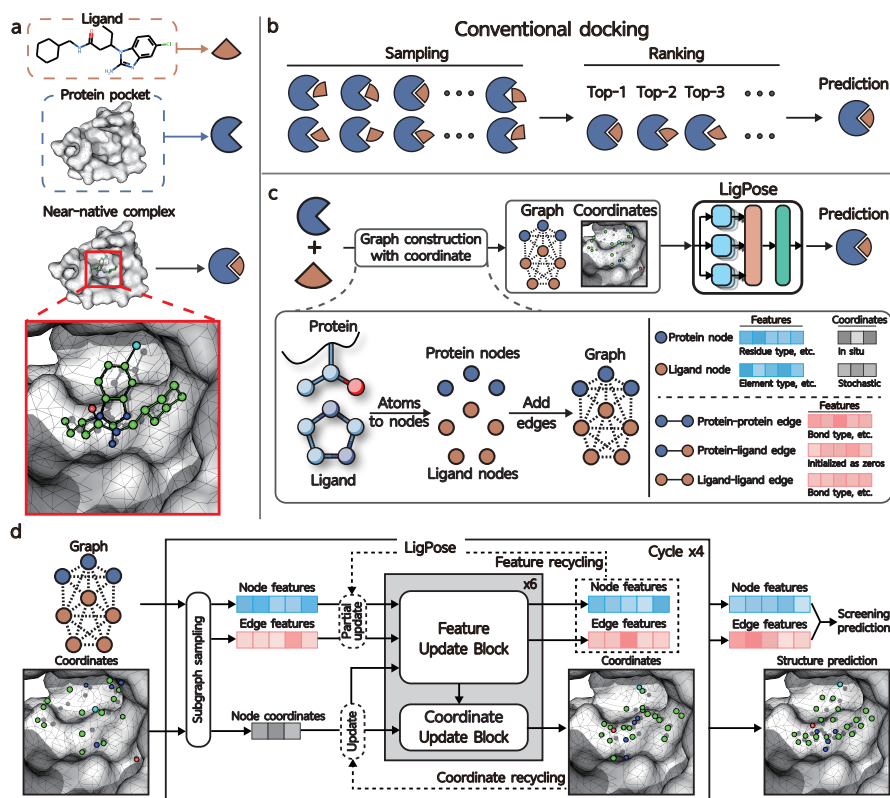 a
Ligand
Protein pocket
Near-native complex
b
Conventional docking
Sampling
Ranking
Top-1 Top-2 Top-3
Prediction
c
Graph construction
with coordinate
Graph Coordinates
LigPose
Prediction
Protein
Ligand
Atoms
to nodes
Protein nodes
Ligand nodes
Add
edges
Graph
Features
Coordinates
Protein node
Residue type, etc.
In situ
Ligand node
Element type, etc.
Stochastic
Features
Protein-protein edge
Bond type, etc.
Protein-ligand edge
Initialized as zeros
Ligand-ligand edge
Bond type, etc.
d
Graph
Coordinates
LigPose
Cycle x4
Subgraph sampling
Node features
Edge features
Node coordinates
Partial
update
Update
x6
Feature
Update Block
Coordinate
Update Block
Feature recycling
Node features
Edge features
Coordinates
Coordinate recycling
Node features
Edge features
Screening
prediction
Structure prediction